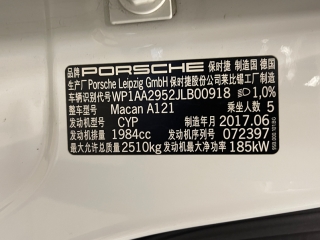 品牌 PORSCHE 保时捷 制造国 德国
生产厂 Porsche Leipzig GmbH 保时捷股份公司莱比锡工厂制造
车辆识别代号 WP1AA2952JLB00918 1,0%
整车型号 Macan A121 乘坐人数 5
发动机型号 CYP 制造年月 2017.06
发动机排量 1984cc 发动机序列号 072397
最大允许总质量 2510kg 发动机最大净功率 185kW